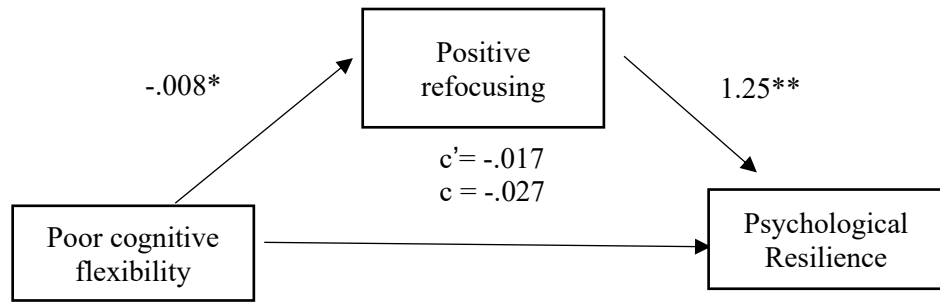 Positive
refocusing
-.008*
1.25**
c’= -.017
c = -.027
Poor cognitive
flexibility
Psychological
Resilience